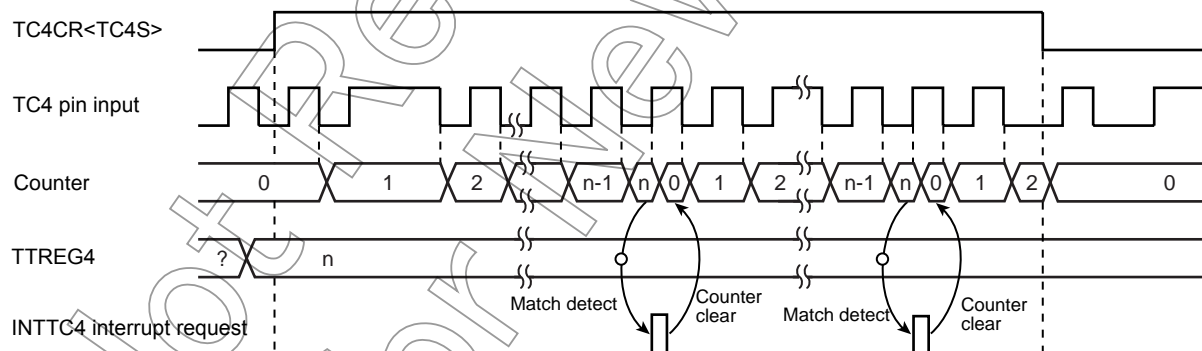 TC4CR<TC4S>
TC4 pin input
Counter 0 1 2 n-1 n 0 1 2 n-1 n 0 1 2 0
TTREG4 ? n
Match detect Counter clear Match detect Counter clear
INTTC4 interrupt request